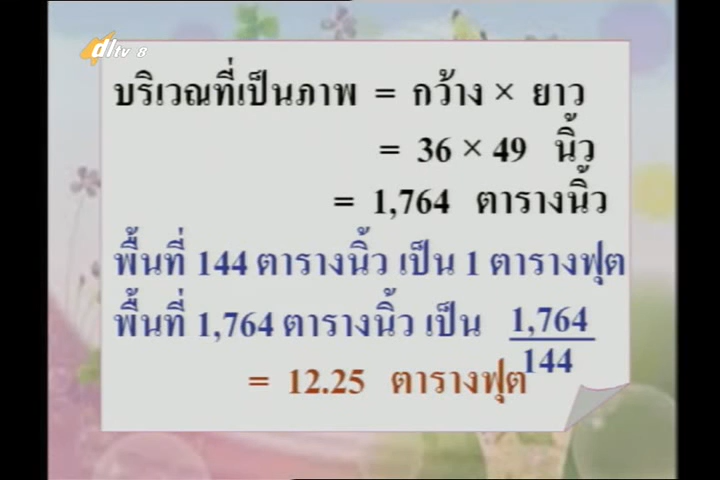 dltv 8
บริเวณที่เป็นภาพ = กว้าง × ยาว
= 36 × 49 นิ้ว
= 1,764 ตารางนิ้ว
พื้นที่ 144 ตารางนิ้ว เป็น 1 ตารางฟุต
พื้นที่ 1,764 ตารางนิ้ว เป็น 1,764
144
= 12.25 ตารางฟุต